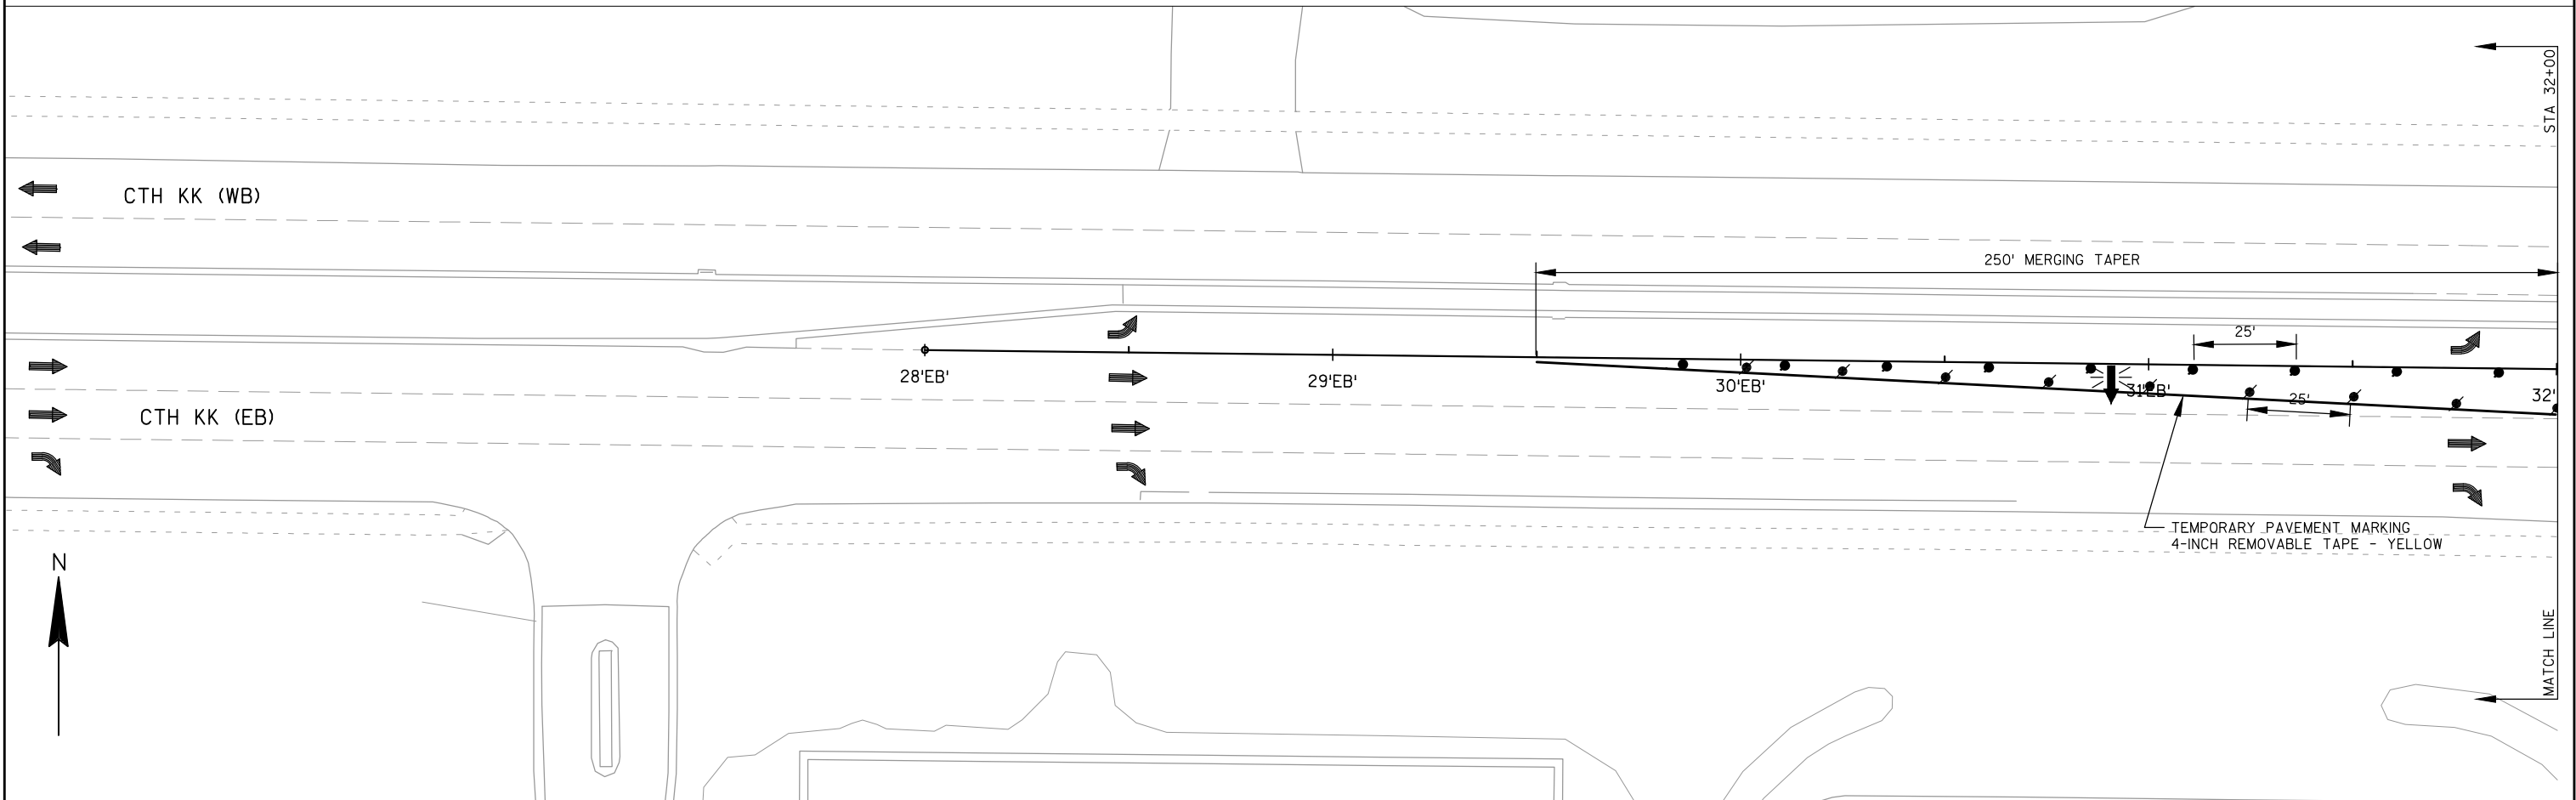 STA 32+00
CTH KK (WB)
250' MERGING TAPER
25'
28'EB'
29'EB'
30'EB'
31'EB'
32'
25'
CTH KK (EB)
TEMPORARY PAVEMENT MARKING
4-INCH REMOVABLE TAPE - YELLOW
N
MATCH LINE